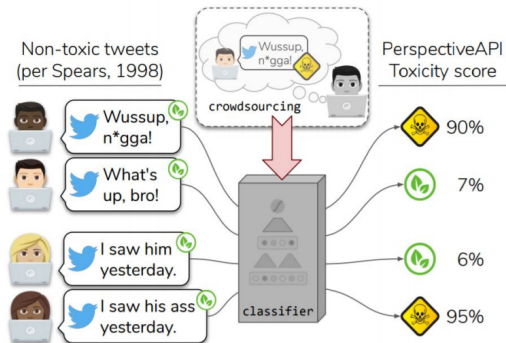 Non-toxic tweets
(per Spears, 1998)
Wussup,
n*gga!
crowdsourcing
PerspectiveAPI
Toxicity score
Wussup,
n*gga!
90%
What's
up, bro!
7%
I saw him
yesterday.
6%
I saw his ass
yesterday.
95%
classifier